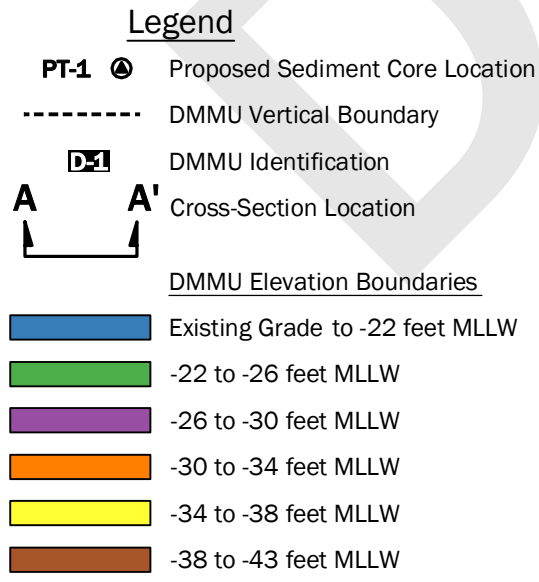 Legend
PT-1 Proposed Sediment Core Location
DMMU Vertical Boundary
D-1 DMMU Identification
A A' Cross-Section Location
DMMU Elevation Boundaries
Existing Grade to -22 feet MLLW
-22 to -26 feet MLLW
-26 to -30 feet MLLW
-30 to -34 feet MLLW
-34 to -38 feet MLLW
-38 to -43 feet MLLW